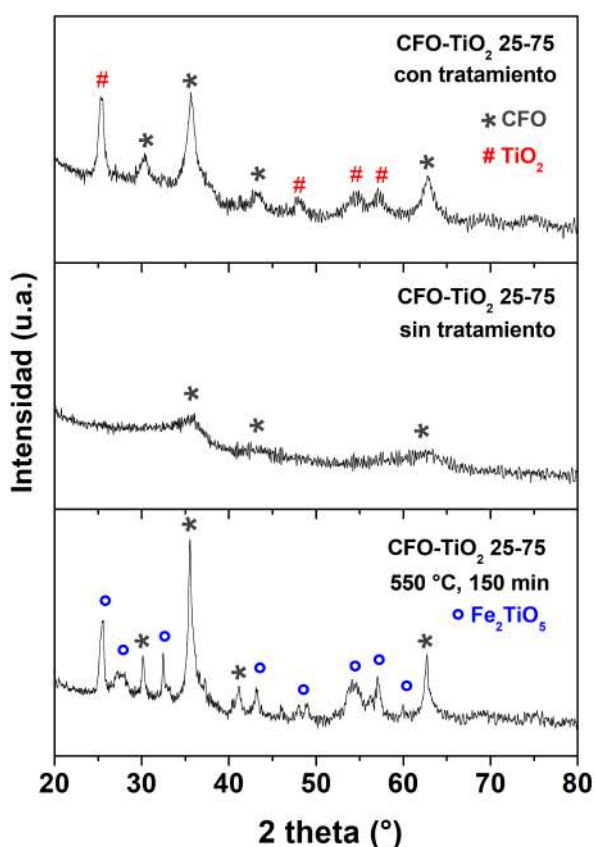 CFO-TiO₂ 25-75
con tratamiento
* CFO
# TiO₂
# * * * # # # *
CFO-TiO₂ 25-75
sin tratamiento
* * *
CFO-TiO₂ 25-75
550 °C, 150 min
o Fe₂TiO₅
Intensidad (u.a.)
20 30 40 50 60 70 80
2 theta (°)